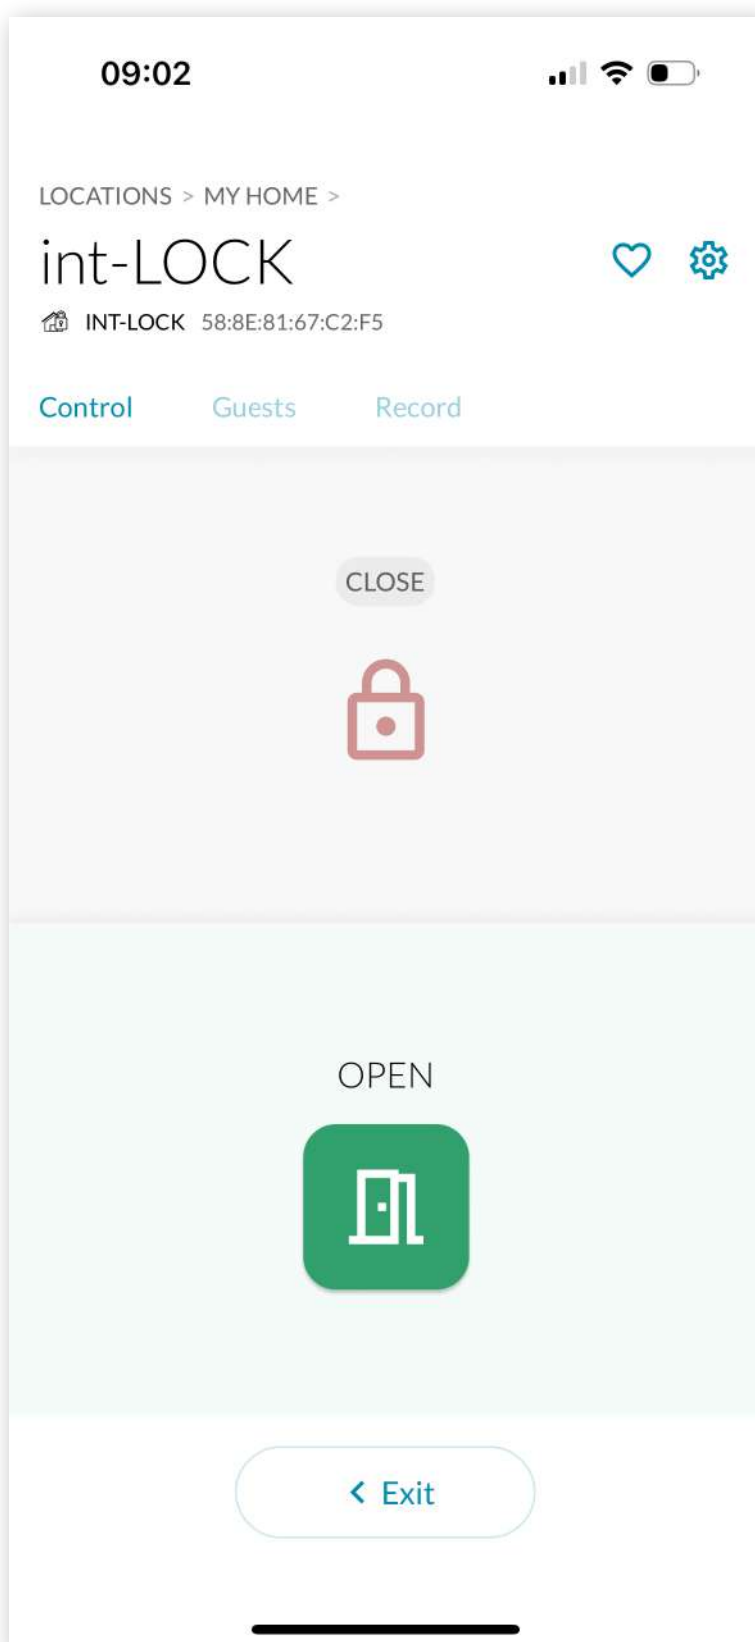 09:02
LOCATIONS > MY HOME >
int-LOCK
INT-LOCK 58:8E:81:67:C2:F5
Control Guests Record
CLOSE
OPEN
< Exit